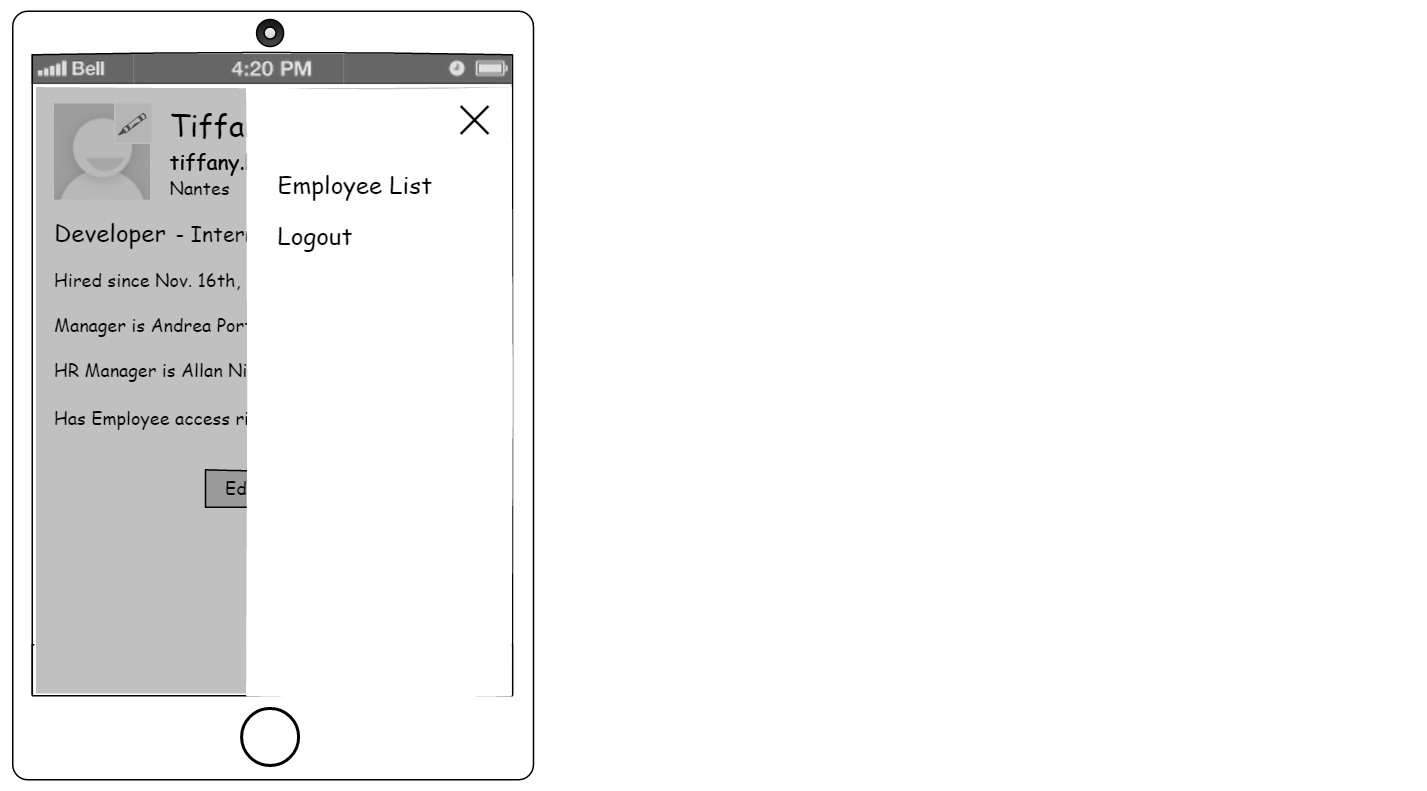 Bell 4:20 PM
Tiffa
tiffany.
Nantes
Developer - Inter
Hired since Nov. 16th,
Manager is Andrea Por
HR Manager is Allan Ni
Has Employee access ri
Ed
Employee List
Logout